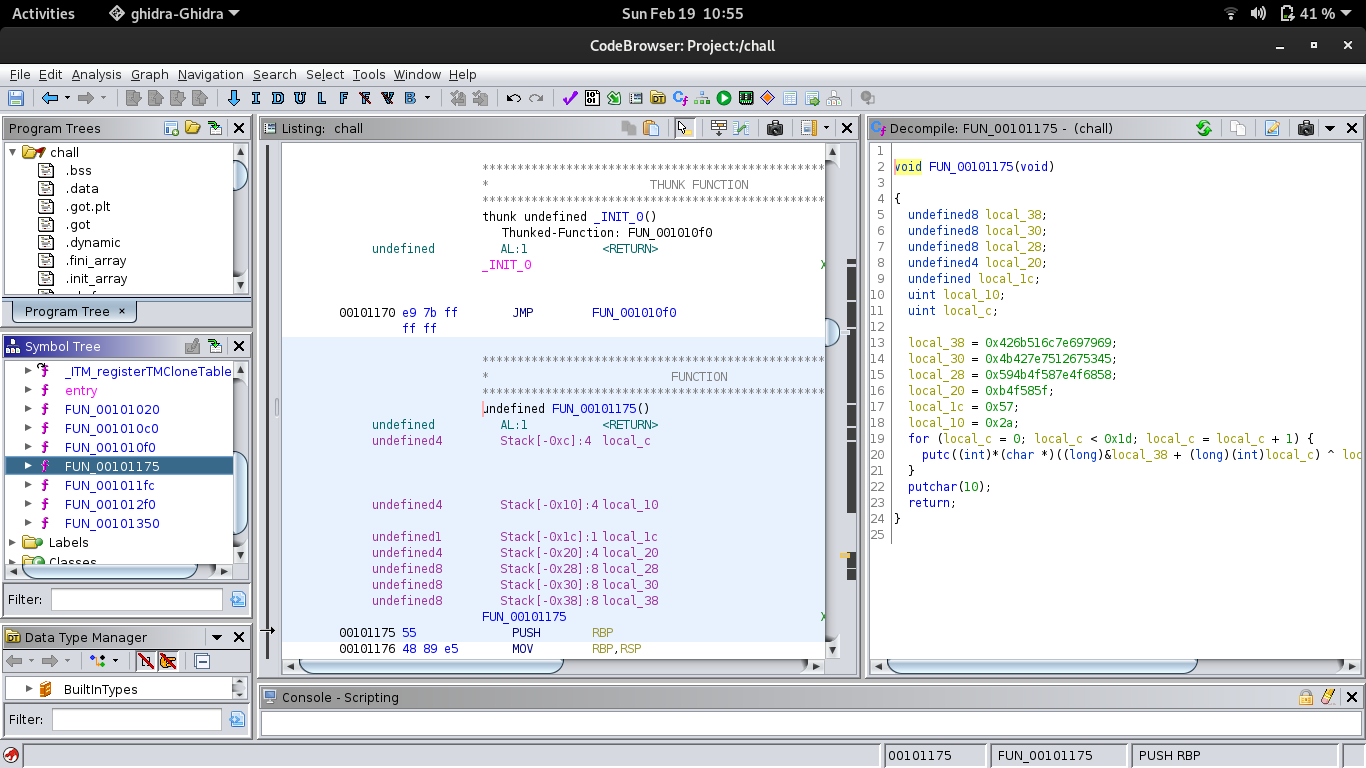 Activities ghidra-Ghidra Sun Feb 19 10:55 41 %
CodeBrowser: Project:/chall
File Edit Analysis Graph Navigation Search Select Tools Window Help
I D U L F V B
Program Trees
chall
.bss
.data
.got.plt
.got
.dynamic
.fini_array
.init_array
Program Tree ×
Symbol Tree
_ITM_registerTMCloneTable
entry
FUN_00101020
FUN_001010c0
FUN_001010f0
FUN_00101175
FUN_001011fc
FUN_001012f0
FUN_00101350
Labels
Classes
Filter:
Data Type Manager
BuiltInTypes
Filter:
Listing: chall
**************************************************
* THUNK FUNCTION
**************************************************
thunk undefined _INIT_0()
Thunked-Function: FUN_001010f0
undefined AL:1 <RETURN>
_INIT_0 X
00101170 e9 7b ff JMP FUN_001010f0
ff ff
**************************************************
* FUNCTION
**************************************************
undefined FUN_00101175()
undefined AL:1 <RETURN>
undefined4 Stack[-0xc]:4 local_c
undefined4 Stack[-0x10]:4 local_10
undefined1 Stack[-0x1c]:1 local_1c
undefined4 Stack[-0x20]:4 local_20
undefined8 Stack[-0x28]:8 local_28
undefined8 Stack[-0x30]:8 local_30
undefined8 Stack[-0x38]:8 local_38
FUN_00101175 X
00101175 55 PUSH RBP
00101176 48 89 e5 MOV RBP,RSP
Decompile: FUN_00101175 - (chall)
1
2 void FUN_00101175(void)
3
4 {
5 undefined8 local_38;
6 undefined8 local_30;
7 undefined8 local_28;
8 undefined4 local_20;
9 undefined local_1c;
10 uint local_10;
11 uint local_c;
12
13 local_38 = 0x426b516c7e697969;
14 local_30 = 0x4b427e7512675345;
15 local_28 = 0x594b4f587e4f6858;
16 local_20 = 0xb4f585f;
17 local_1c = 0x57;
18 local_10 = 0x2a;
19 for (local_c = 0; local_c < 0x1d; local_c = local_c + 1) {
20 putc((int)*(char *)((long)&local_38 + (long)(int)local_c) ^ loc
21 }
22 putchar(10);
23 return;
24 }
25
Console - Scripting
00101175 FUN_00101175 PUSH RBP